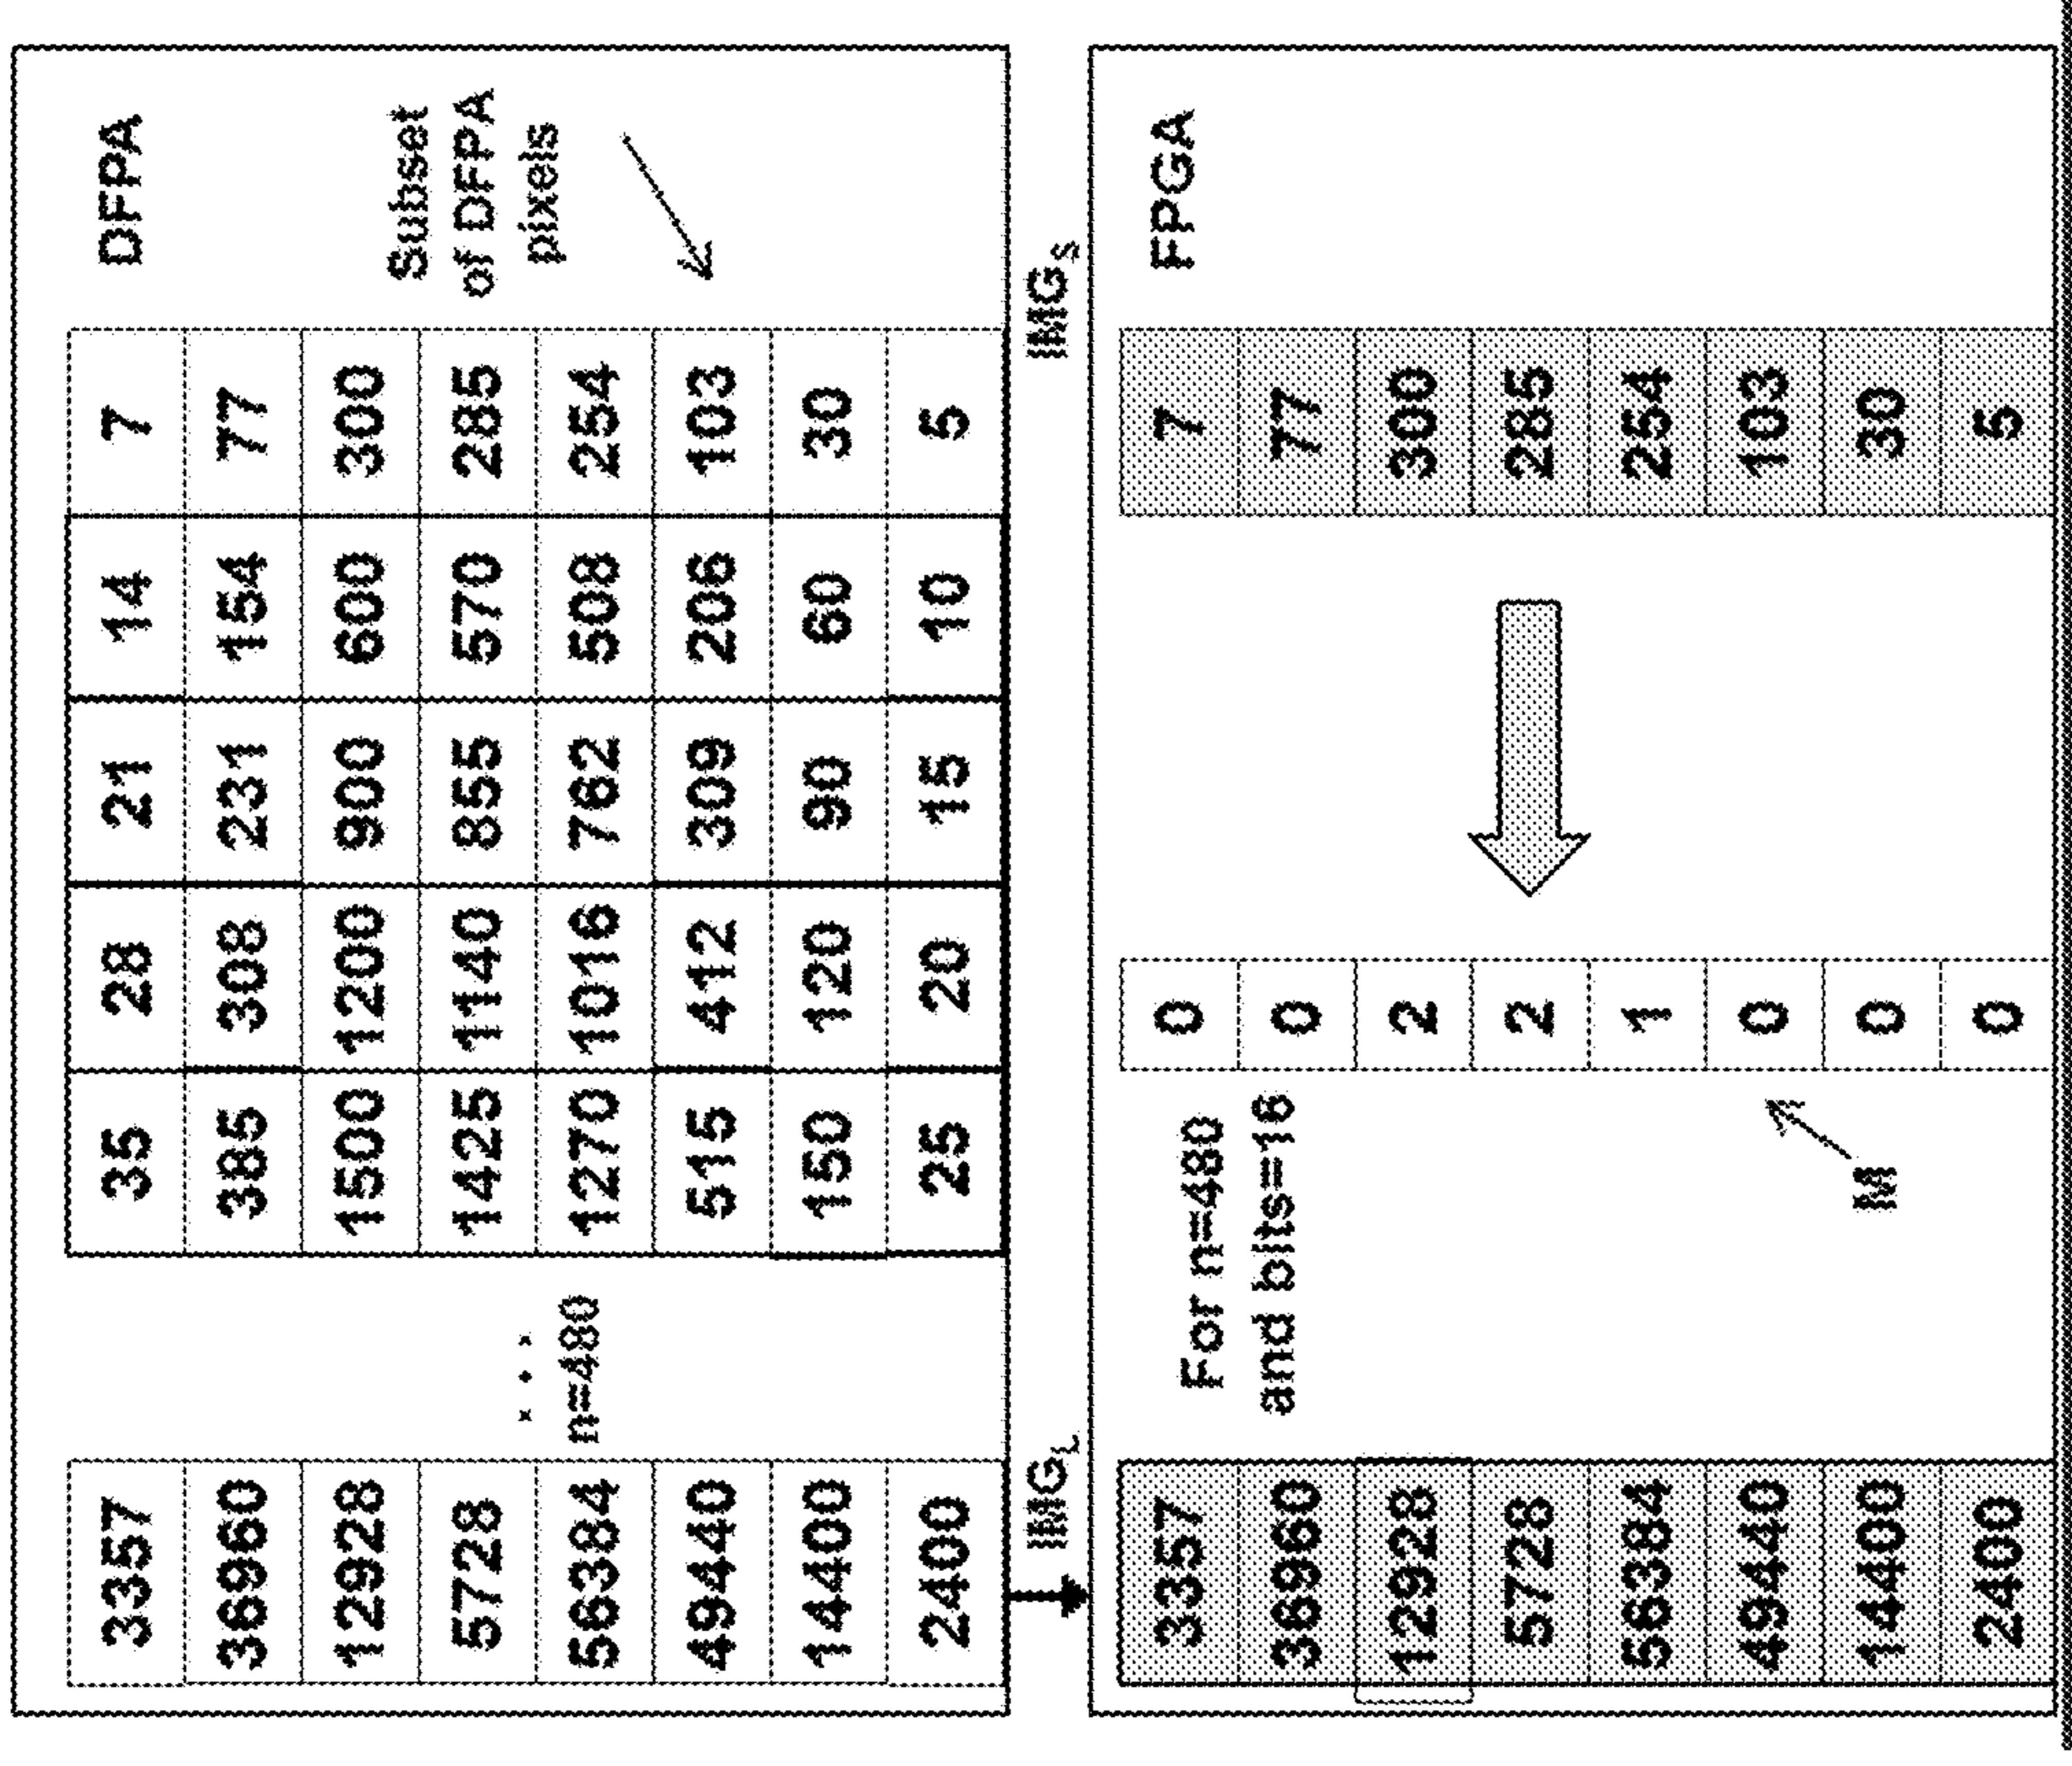 DFPA
3357 35 28 21 14 7
36960 385 308 231 154 77
12928 1500 1200 900 600 300
5728 1425 1140 855 570 285
56384 1270 1016 762 508 254
49440 515 412 309 206 103
14400 150 120 90 60 30
2400 25 20 15 10 5
. . .
n=480
Subset
of DFPA
pixels
IMG_L
IMG_S
FPGA
For n=480
and bits=16
3357 0 7
36960 0 77
12928 2 300
5728 2 285
56384 1 254
49440 0 103
14400 0 30
2400 0 5
M